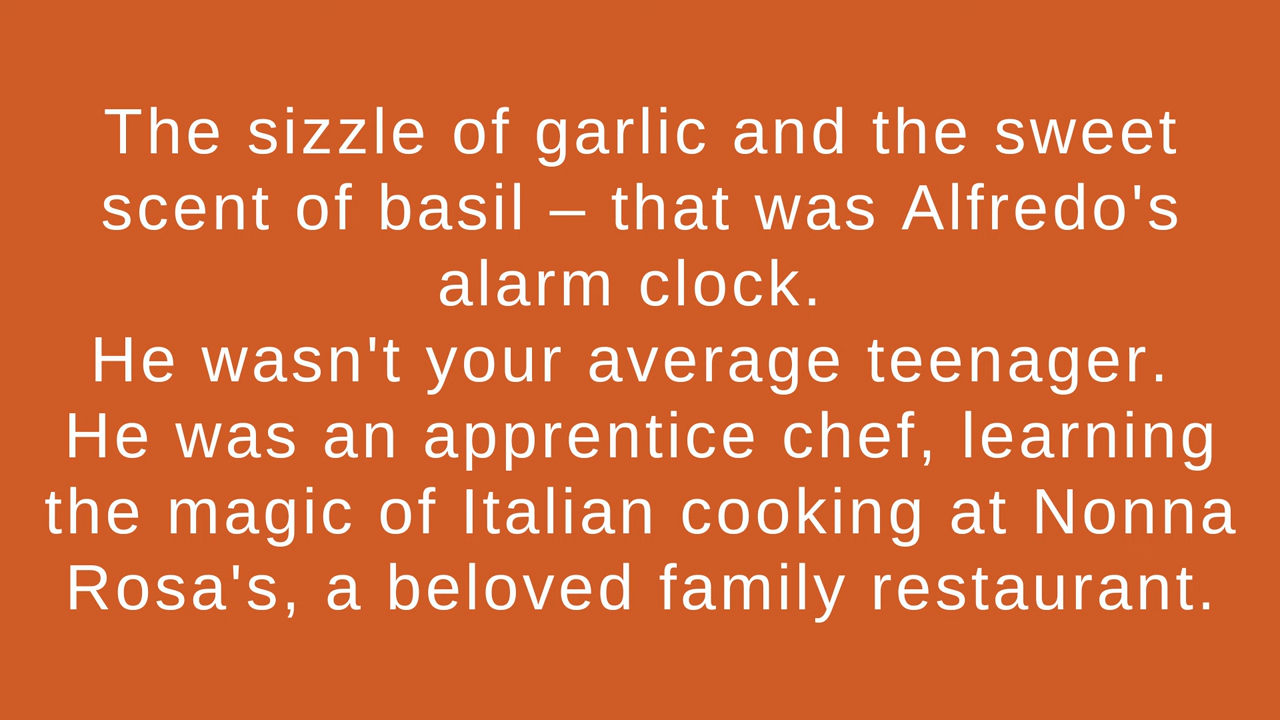 The sizzle of garlic and the sweet
scent of basil – that was Alfredo's
alarm clock.
He wasn't your average teenager.
He was an apprentice chef, learning
the magic of Italian cooking at Nonna
Rosa's, a beloved family restaurant.